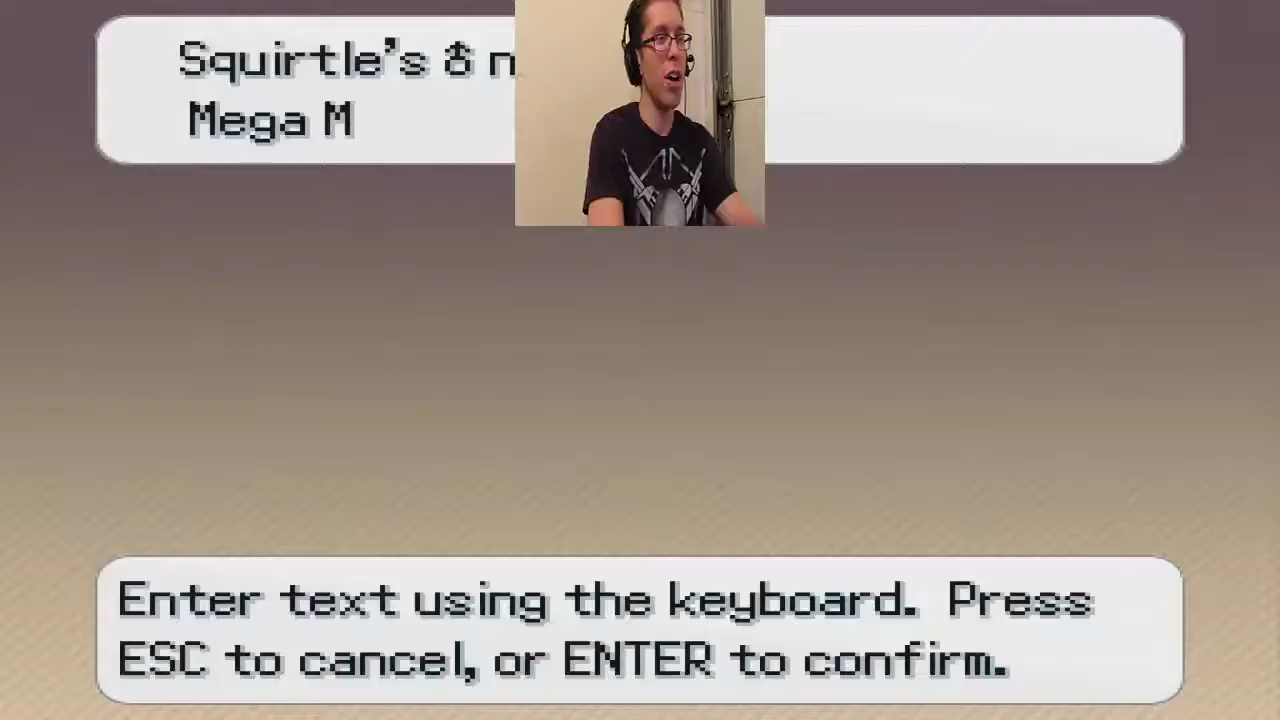 Squirtle's ♂ n
Mega M
Enter text using the keyboard. Press
ESC to cancel, or ENTER to confirm.